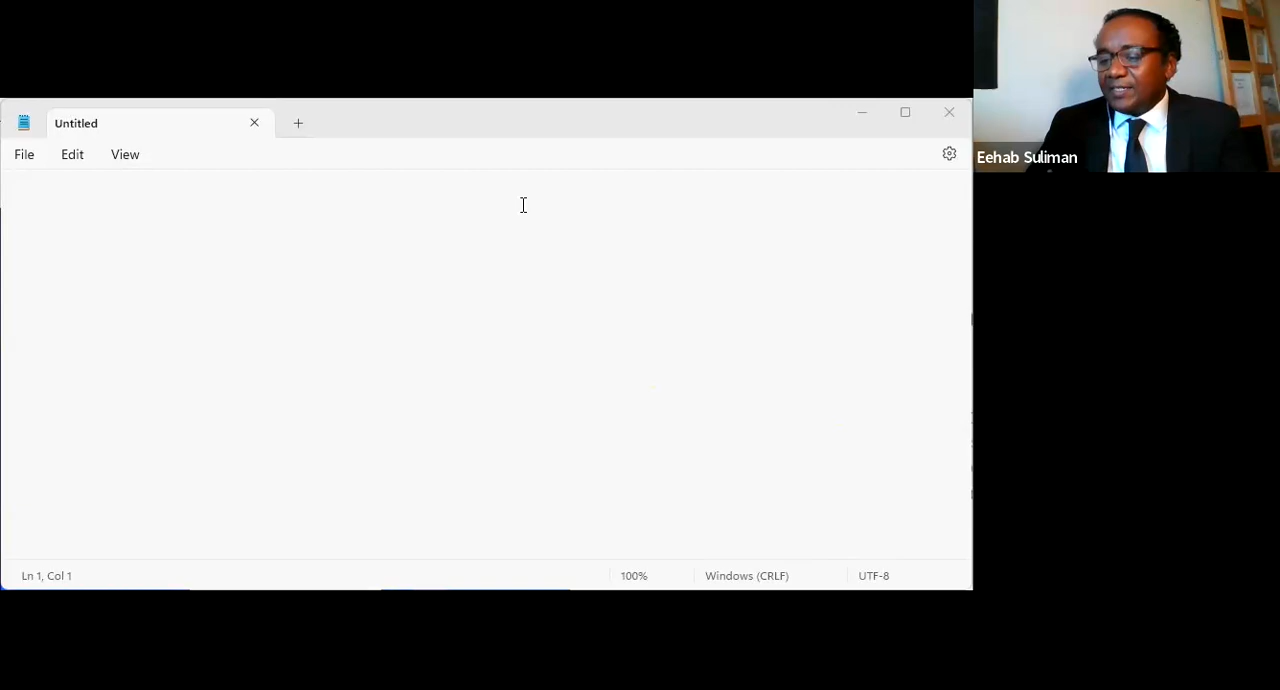 Untitled
File Edit View
Eehab Suliman
Ln 1, Col 1 100% Windows (CRLF) UTF-8